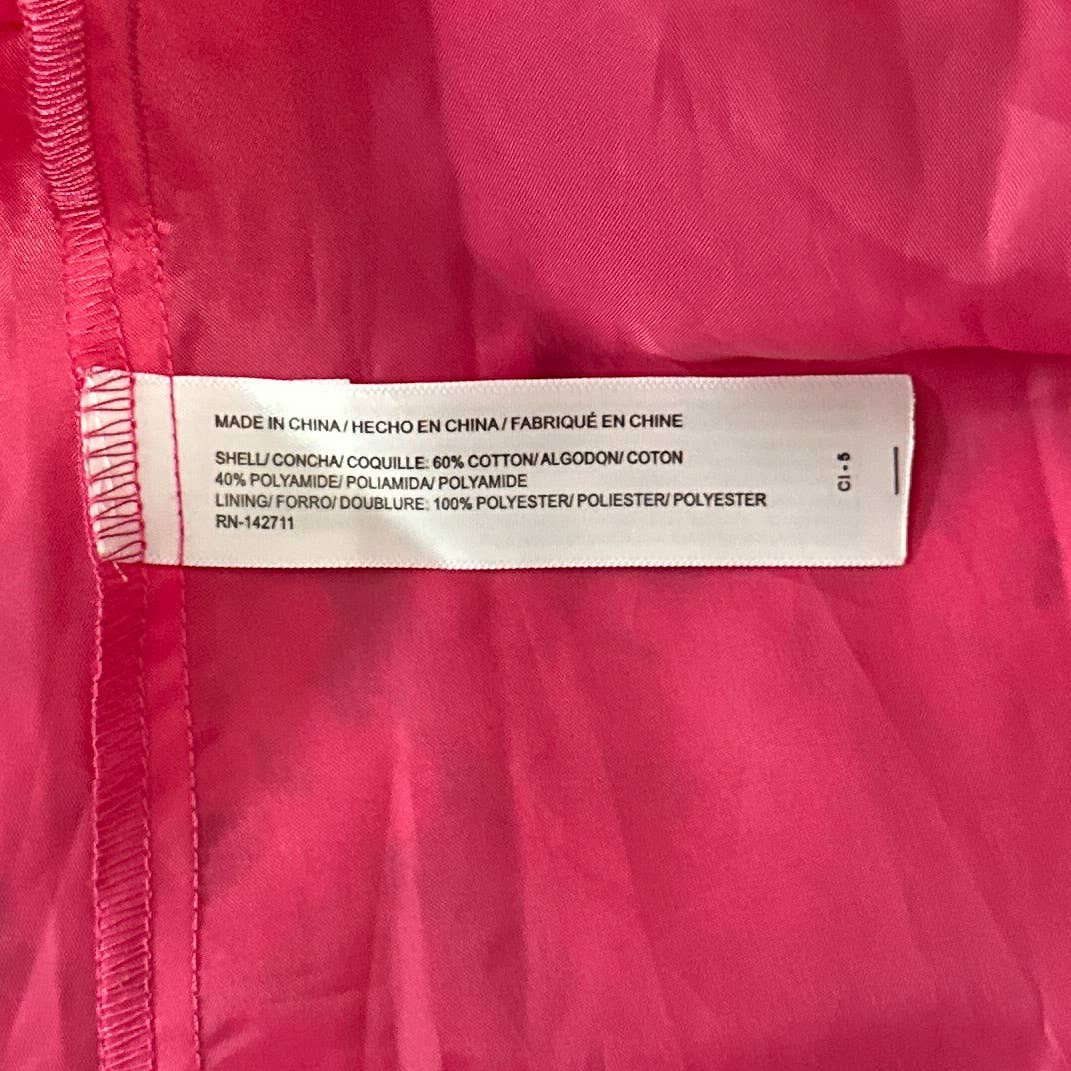 MADE IN CHINA/ HECHO EN CHINA/ FABRIQUÉ EN CHINE
SHELL/ CONCHA/ COQUILLE: 60% COTTON/ ALGODON/ COTON
40% POLYAMIDE/ POLIAMIDA/ POLYAMIDE
LINING/ FORRO/ DOUBLURE: 100% POLYESTER/ POLIESTER/ POLYESTER
RN-142711
CI - 5